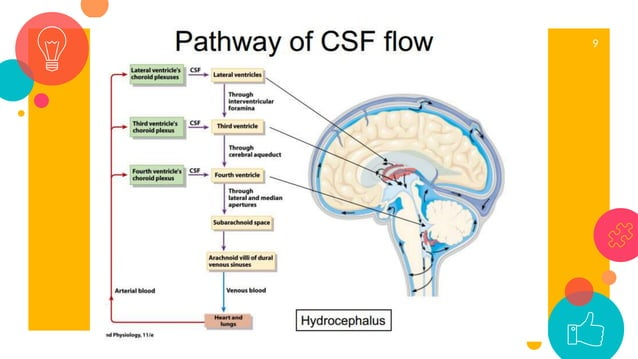 Pathway of CSF flow
9
Lateral ventricle's
choroid plexuses
CSF
Lateral ventricles
Through
interventricular
foramina
Third ventricle's
choroid plexus
CSF
Third ventricle
Through
cerebral aqueduct
Fourth ventricle's
choroid plexus
CSF
Fourth ventricle
Through
lateral and median
apertures
Subarachnoid space
Arachnoid villi of dural
venous sinuses
Arterial blood
Venous blood
Heart and
lungs
Hydrocephalus
nd Physiology, 11/e